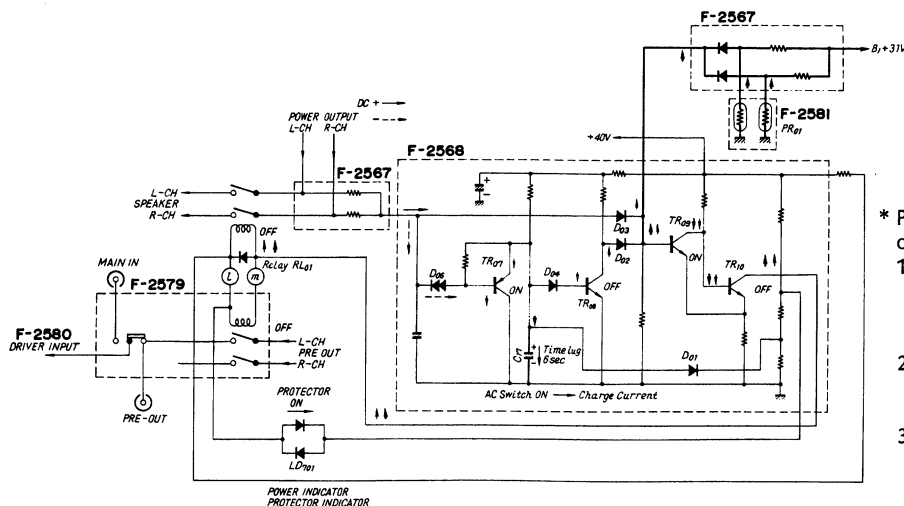 F-2567
B₁+31V
F-2581
PR₀₁
DC +
POWER OUTPUT
L-CH R-CH
+40V
F-2567
F-2568
L-CH
SPEAKER
R-CH
D₀₃
TR₀₉
OFF
Relay RL₀₁
D₀₂
ON
TR₁₀
MAIN IN
TR₀₇
D₀₆
D₀₄
OFF
TR₀₈
OFF
L
m
ON
F-2579
F-2580
DRIVER INPUT
OFF
L-CH
PRE OUT
R-CH
C₁₇
Time lug
6sec
D₀₁
PROTECTOR
ON
AC Switch ON
Charge Current
PRE-OUT
LD₇₀₁
POWER INDICATOR
PROTECTOR INDICATOR
* P
o
1
2
3